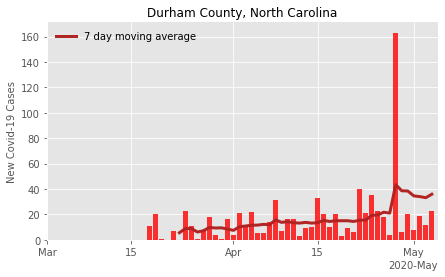 Durham County, North Carolina
7 day moving average
New Covid-19 Cases
160
140
120
100
80
60
40
20
0
Mar 15 Apr 15 May
2020-May